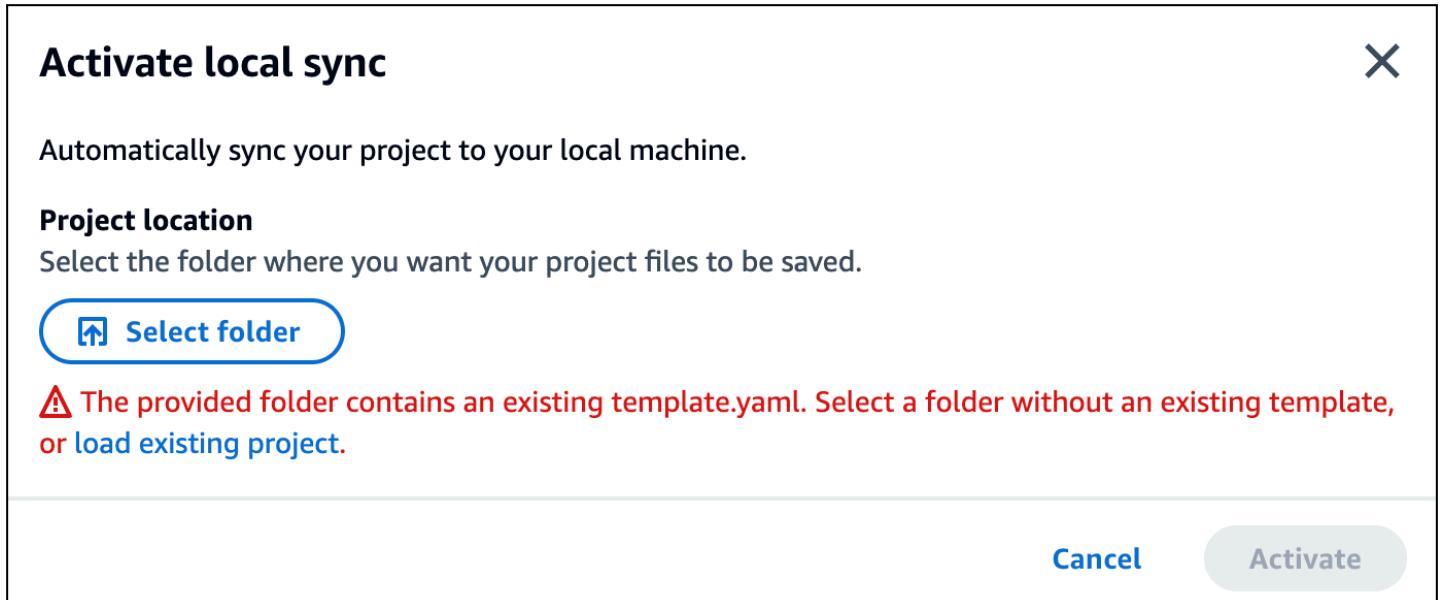 Activate local sync
Automatically sync your project to your local machine.
Project location
Select the folder where you want your project files to be saved.
Select folder
The provided folder contains an existing template.yaml. Select a folder without an existing template,
or load existing project.
Cancel
Activate